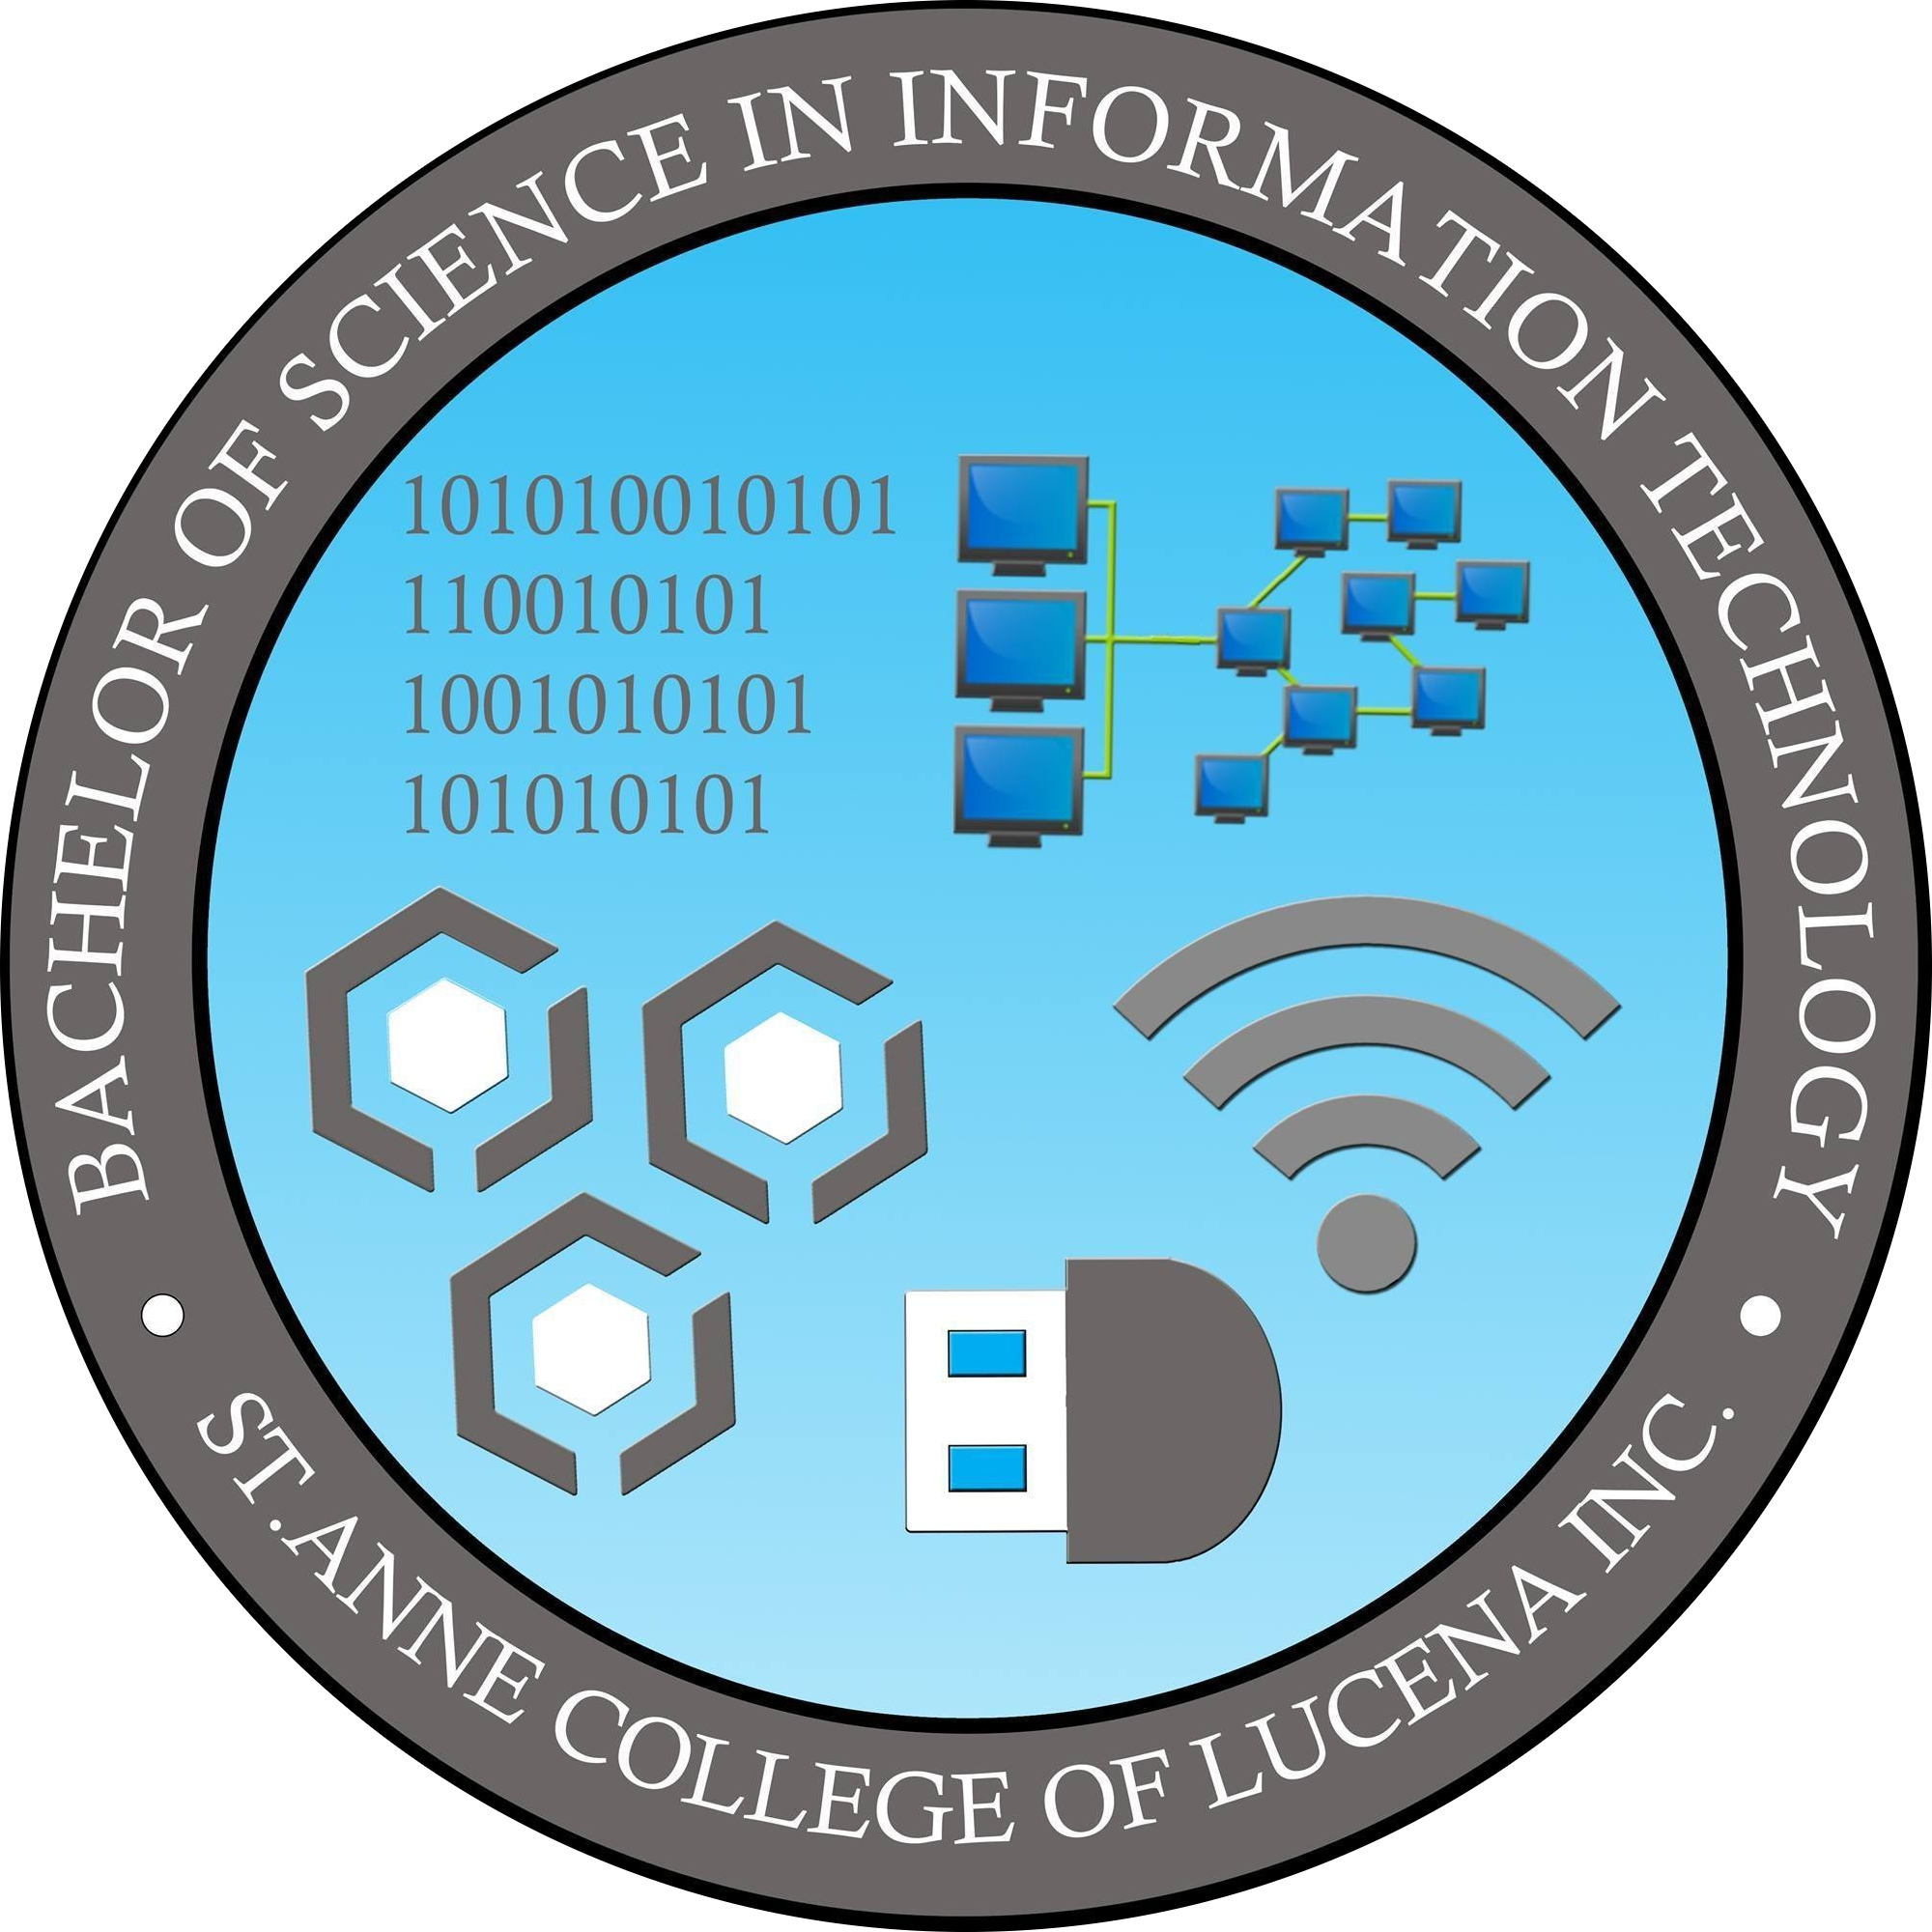 BACHELOR OF SCIENCE IN INFORMATION TECHNOLOGY
101010010101
110010101
1001010101
101010101
ST.ANNE COLLEGE OF LUCENA INC.